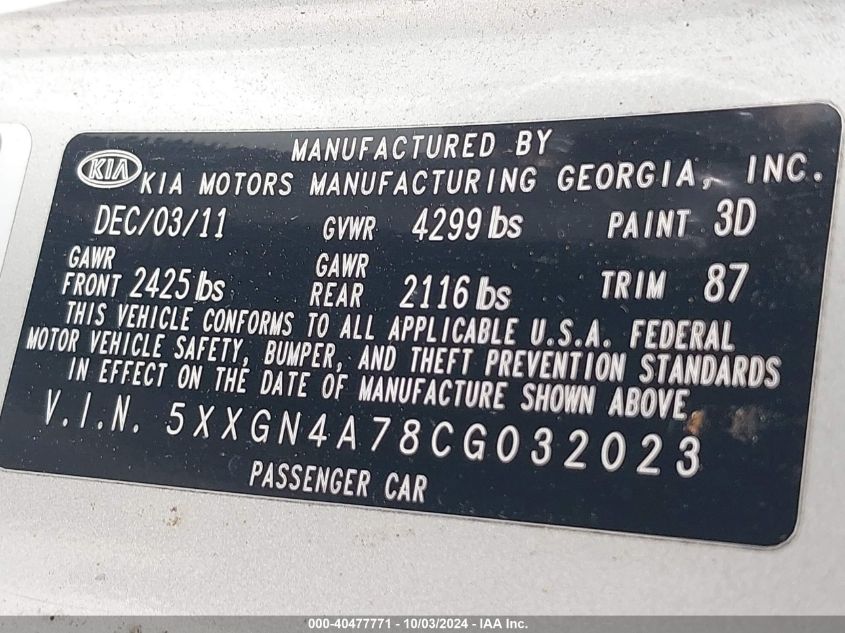 MANUFACTURED BY
KIA KIA MOTORS MANUFACTURING GEORGIA, INC.
DEC/03/11 GVWR 4299 lbs PAINT 3D
GAWR FRONT 2425 lbs GAWR REAR 2116 lbs TRIM 87
THIS VEHICLE CONFORMS TO ALL APPLICABLE U.S.A. FEDERAL
MOTOR VEHICLE SAFETY, BUMPER, AND THEFT PREVENTION STANDARDS
IN EFFECT ON THE DATE OF MANUFACTURE SHOWN ABOVE
V.I.N. 5XXGN4A78CG032023
PASSENGER CAR
000-40477771 - 10/03/2024 - IAA Inc.